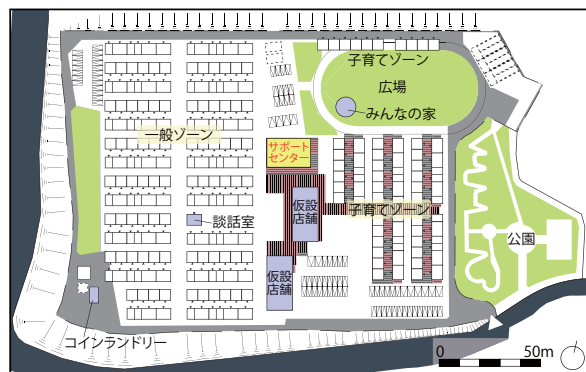 子育てゾーン
広場
みんなの家
一般ゾーン
サポート
センター
仮設
店舗
子育てゾーン
談話室
公園
仮設
店舗
コインランドリー
0
50m